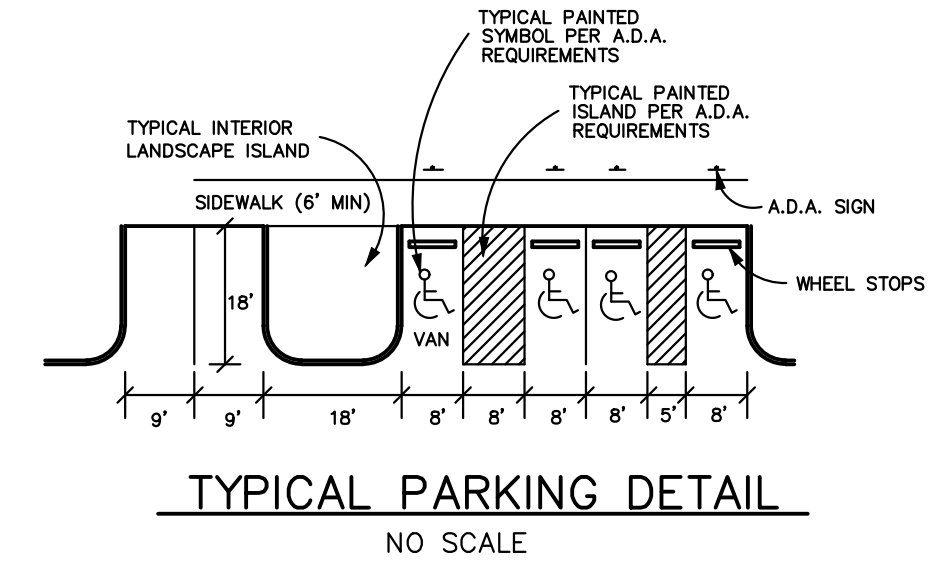 TYPICAL PAINTED
SYMBOL PER A.D.A.
REQUIREMENTS
TYPICAL PAINTED
ISLAND PER A.D.A.
REQUIREMENTS
TYPICAL INTERIOR
LANDSCAPE ISLAND
SIDEWALK (6' MIN)
A.D.A. SIGN
WHEEL STOPS
18'
VAN
9' 9' 18' 8' 8' 8' 8' 5' 8'
TYPICAL PARKING DETAIL
NO SCALE